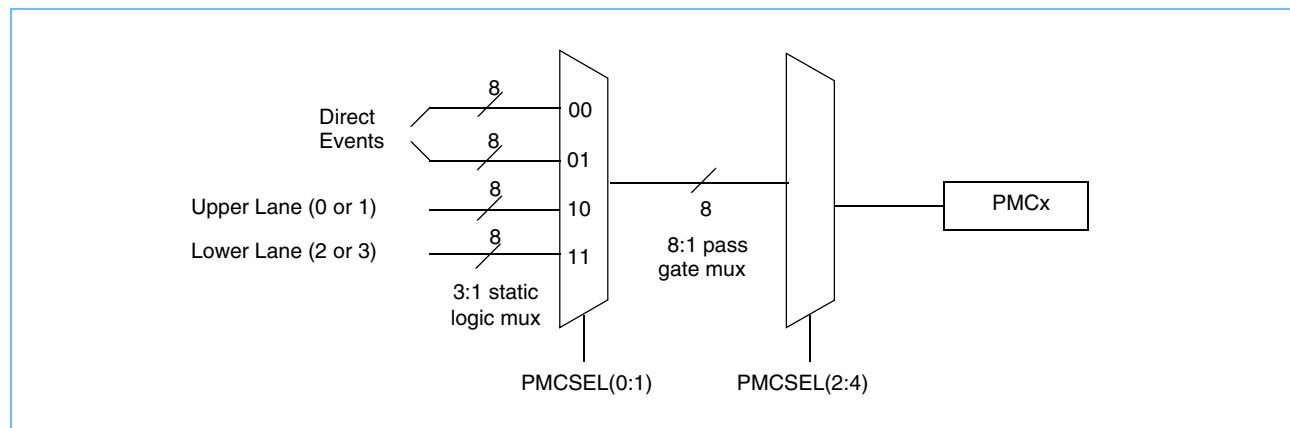 8
Direct
Events
00
8
01
8
Upper Lane (0 or 1)
10
8
Lower Lane (2 or 3)
11
3:1 static
logic mux
8
8:1 pass
gate mux
PMCx
PMCSEL(0:1)
PMCSEL(2:4)